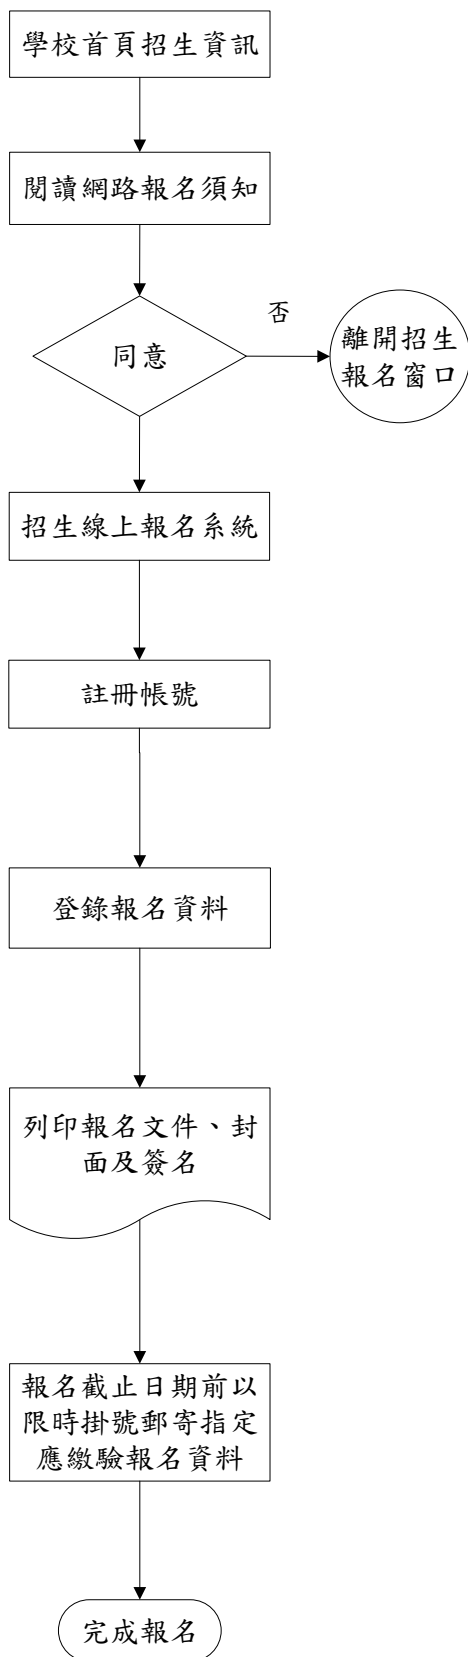 學校首頁招生資訊
閱讀網路報名須知
否
同意
離開招生
報名窗口
招生線上報名系統
註冊帳號
登錄報名資料
列印報名文件、封
面及簽名
報名截止日期前以
限時掛號郵寄指定
應繳驗報名資料
完成報名